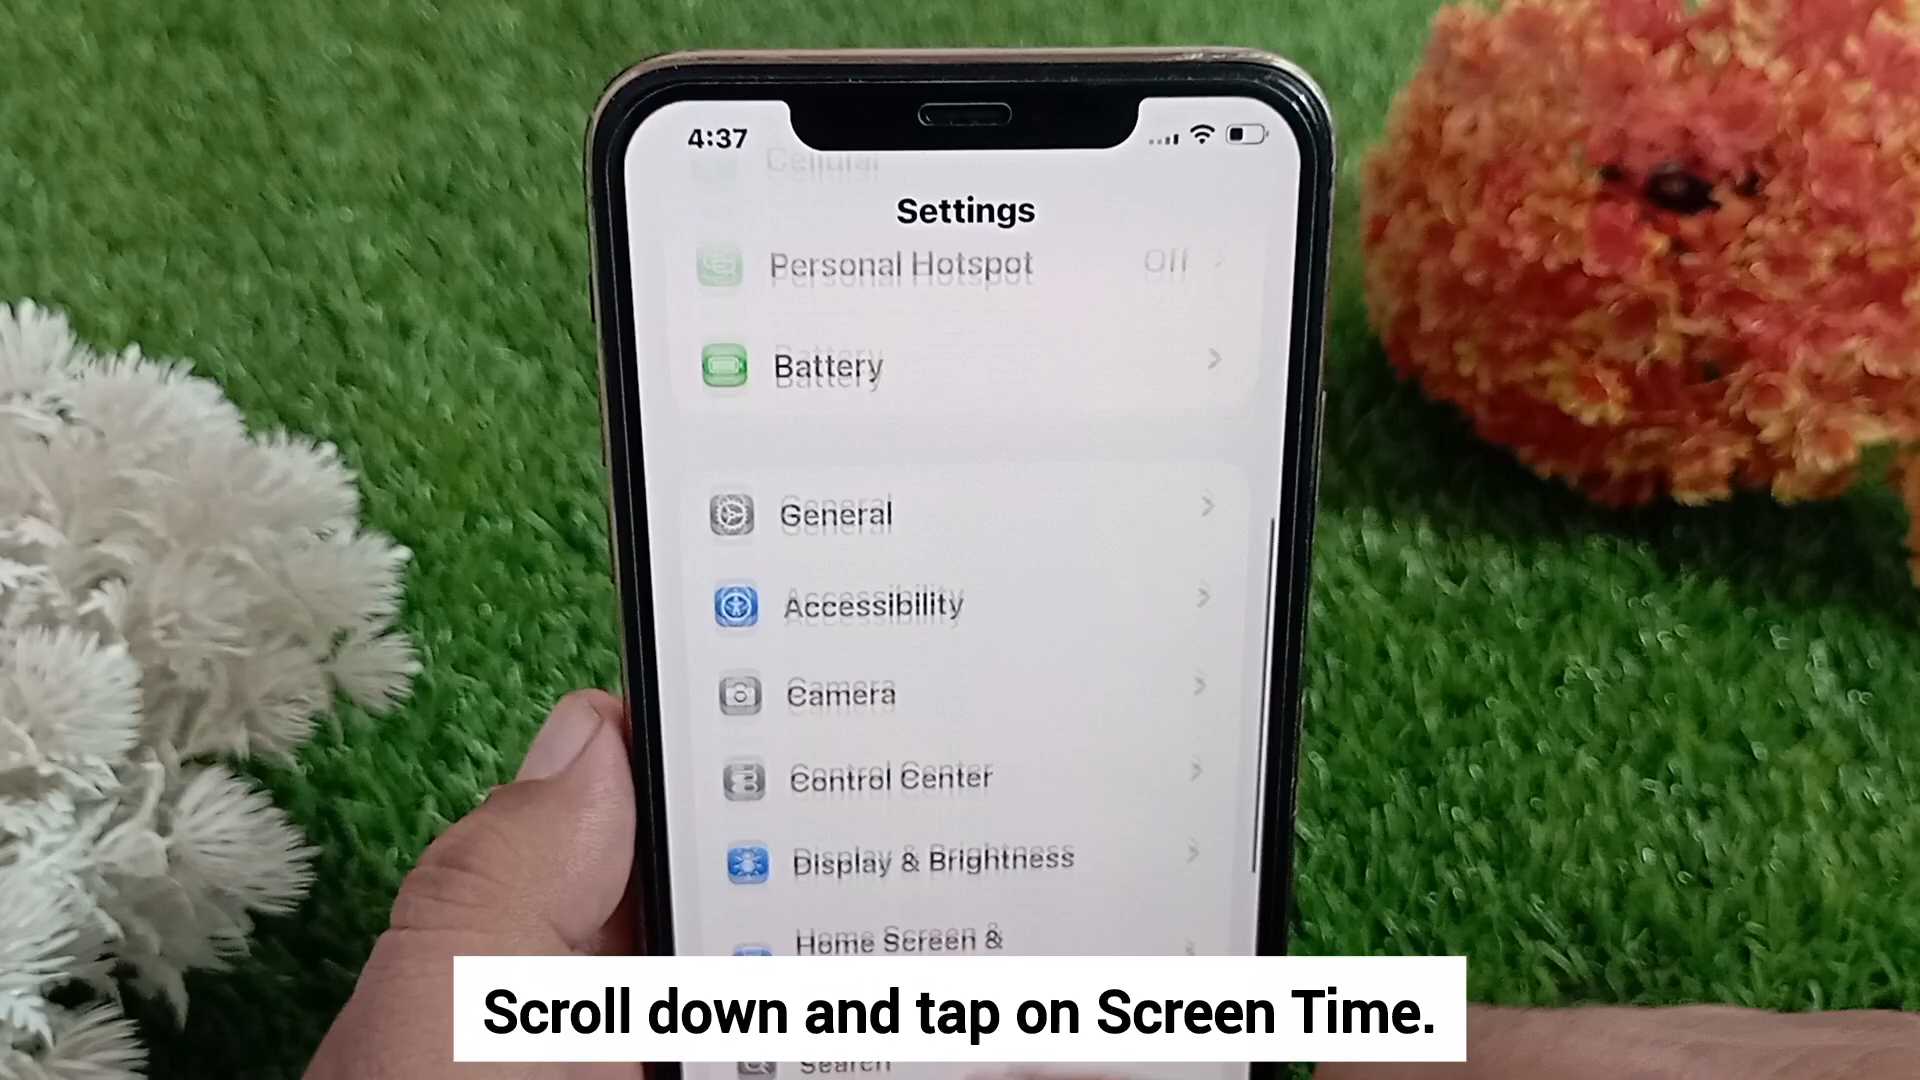 4:37
Cellular
Settings
Personal Hotspot Off
Battery
General
Accessibility
Camera
Control Center
Display & Brightness
Home Screen &
Scroll down and tap on Screen Time.
Search